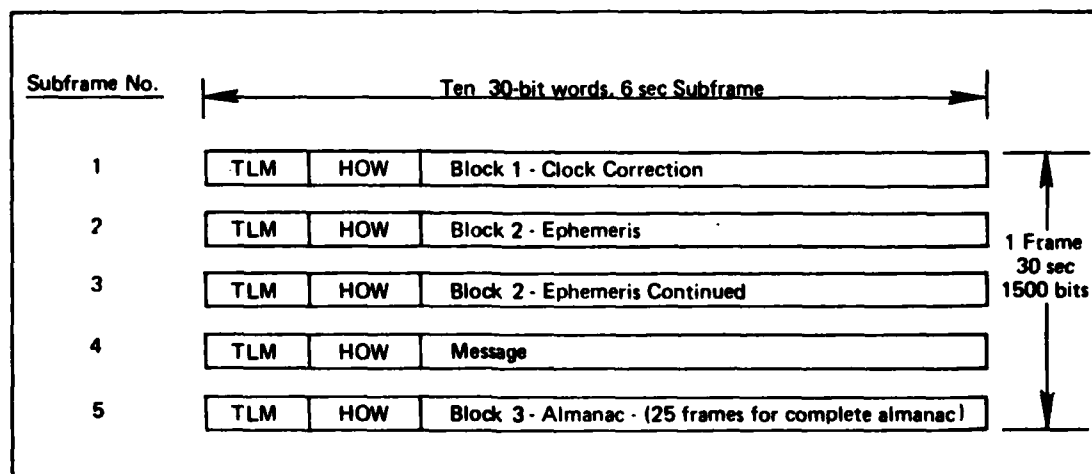 Subframe No.
Ten 30-bit words, 6 sec Subframe
1 TLM HOW Block 1 - Clock Correction
2 TLM HOW Block 2 - Ephemeris
3 TLM HOW Block 2 - Ephemeris Continued
4 TLM HOW Message
5 TLM HOW Block 3 - Almanac - (25 frames for complete almanac)
1 Frame
30 sec
1500 bits